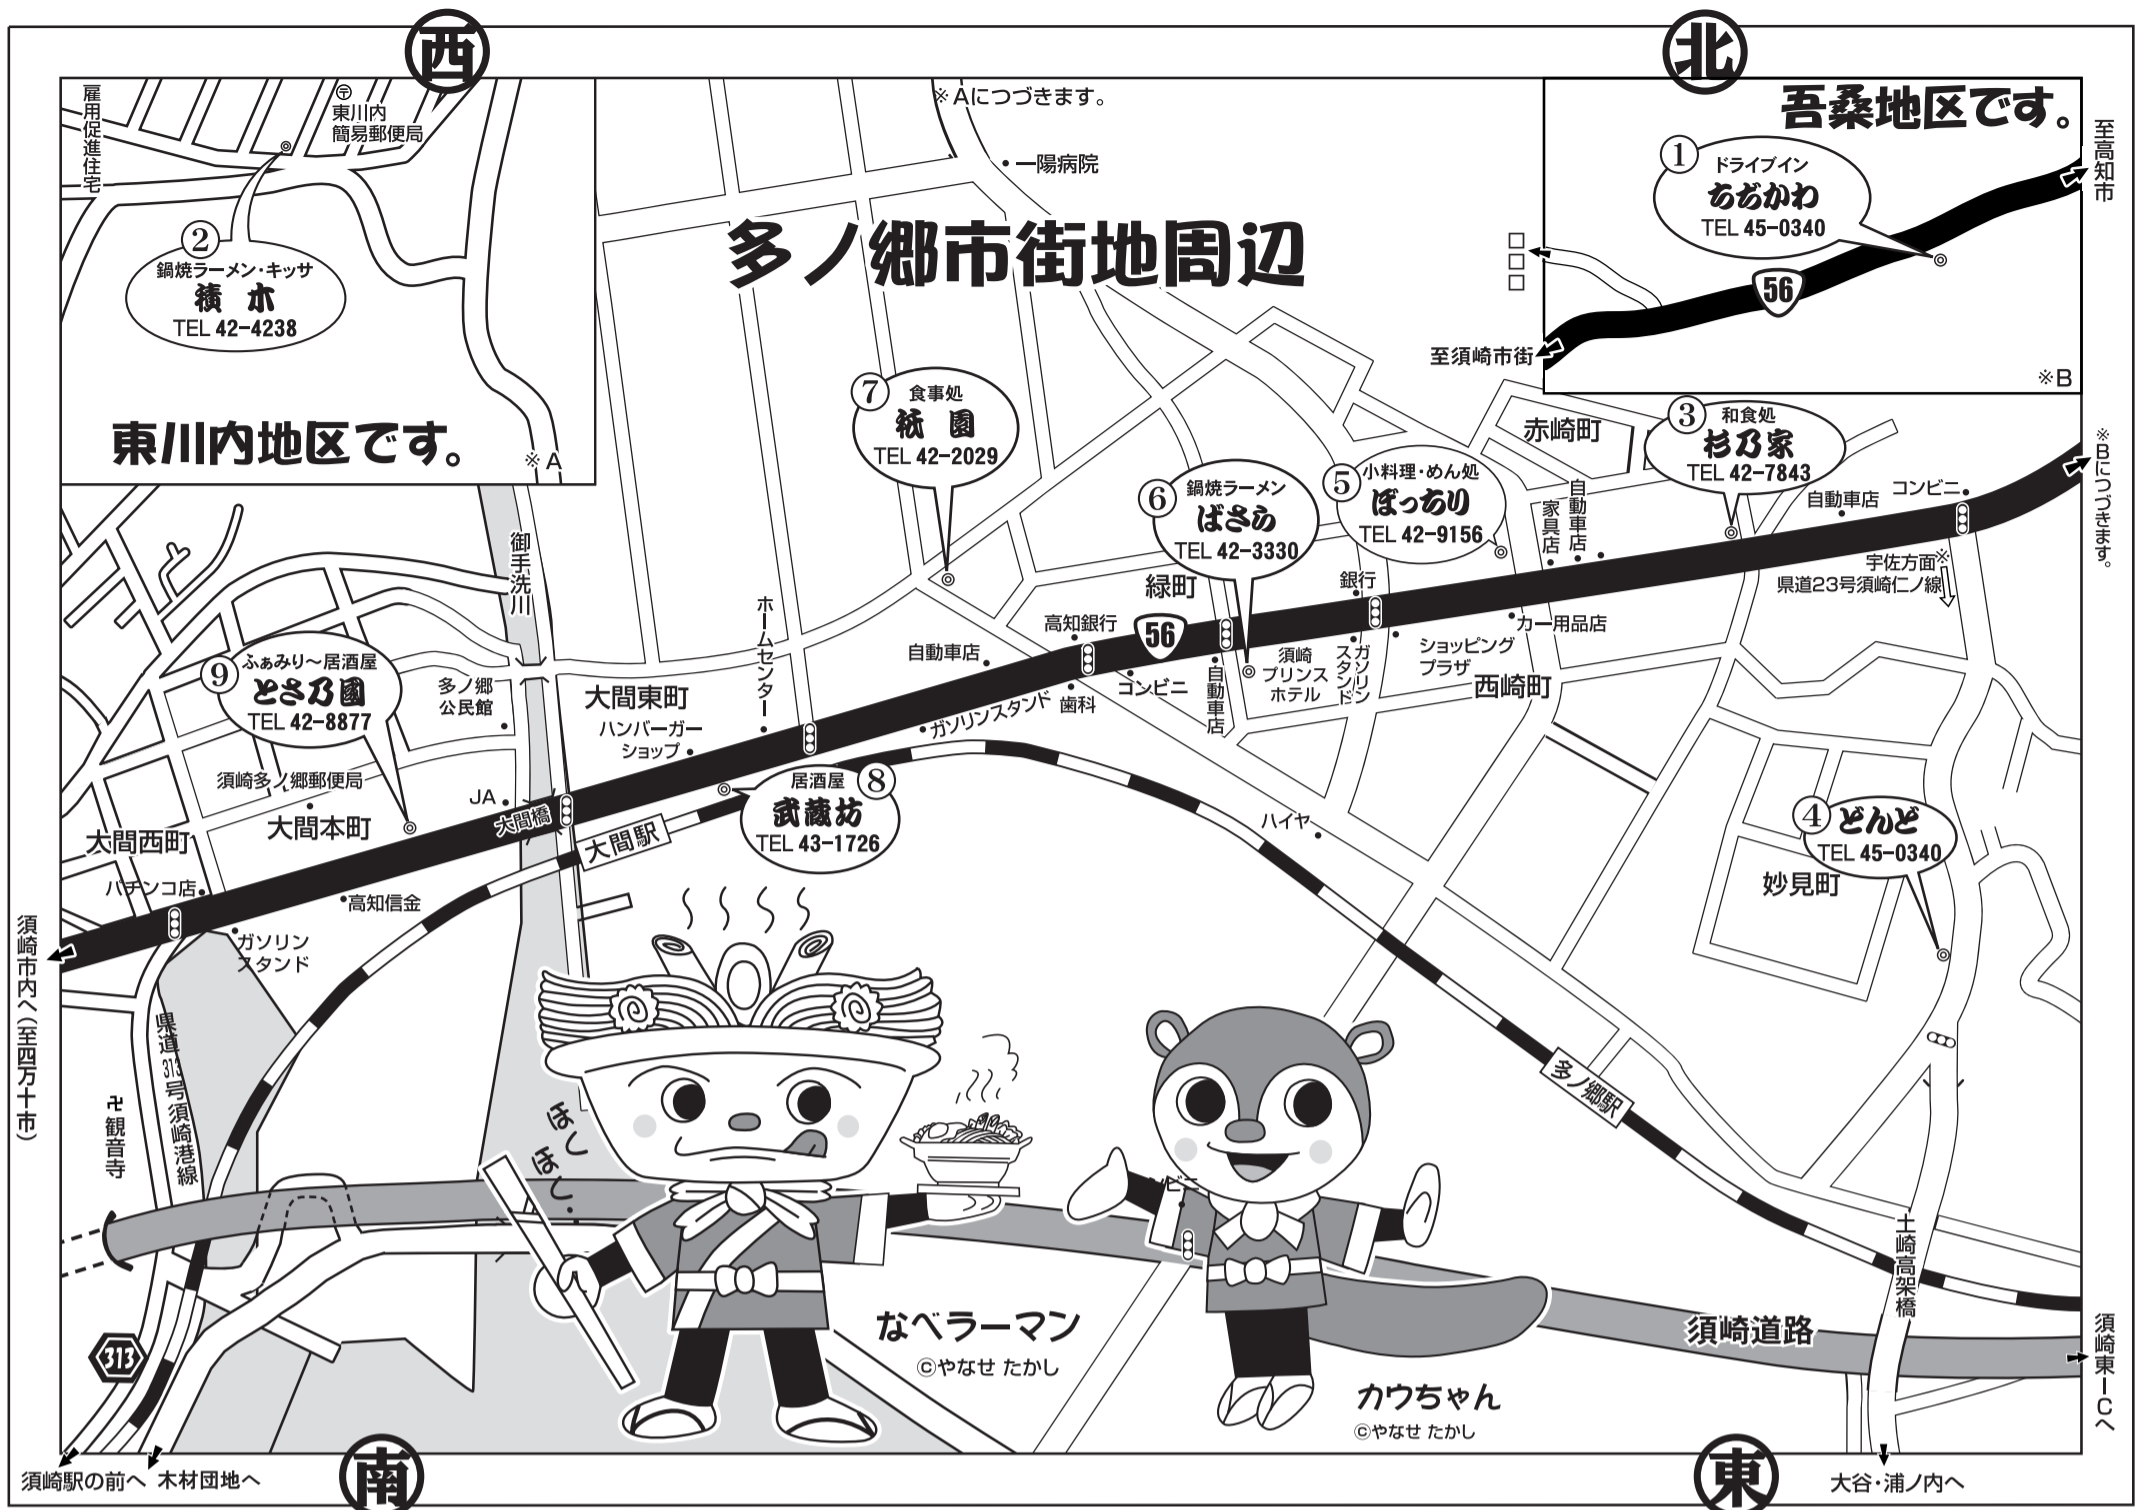 西
北
雇用促進住宅
〒
東川内
簡易郵便局
②
鍋焼ラーメン・キッサ
積木
TEL 42-4238
東川内地区です。
※A
※Aにつづきます。
一陽病院
多ノ郷市街地周辺
吾桑地区です。
①
ドライブイン
ちぢかわ
TEL 45-0340
56
※B
至高知市
至須崎市街
□□□
※Bにつづきます。
⑦
食事処
祇園
TEL 42-2029
⑥
鍋焼ラーメン
ばさら
TEL 42-3330
⑤
小料理・めん処
ぼっちり
TEL 42-9156
赤崎町
③
和食処
杉乃家
TEL 42-7843
自動車店
コンビニ
家具店
自動車店
宇佐方面※
県道23号須崎仁ノ線
御手洗川
緑町
銀行
高知銀行
56
自動車店
ホームセンター
コンビニ
歯科
ガソリンスタンド
自動車店
須崎
プリンス
ホテル
ガソリン
スタンド
ショッピング
プラザ
カー用品店
西崎町
⑨
ふぁみり～居酒屋
とさ乃國
TEL 42-8877
多ノ郷
公民館
大間東町
ハンバーガー
ショップ
須崎多ノ郷郵便局
JA
大間橋
大間駅
大間西町
大間本町
⑧
居酒屋
武蔵坊
TEL 43-1726
ハイヤ
④
どんど
TEL 45-0340
妙見町
パチンコ店
高知信金
ガソリン
スタンド
須崎市内へ(至四万十市)
県道313号須崎港線
卍観音寺
ほし
ほし
多ノ郷駅
土崎高架橋
313
なべラーマン
©やなせ たかし
カウちゃん
©やなせ たかし
須崎道路
須崎東ICへ
須崎駅の前へ
木材団地へ
南
東
大谷・浦ノ内へ